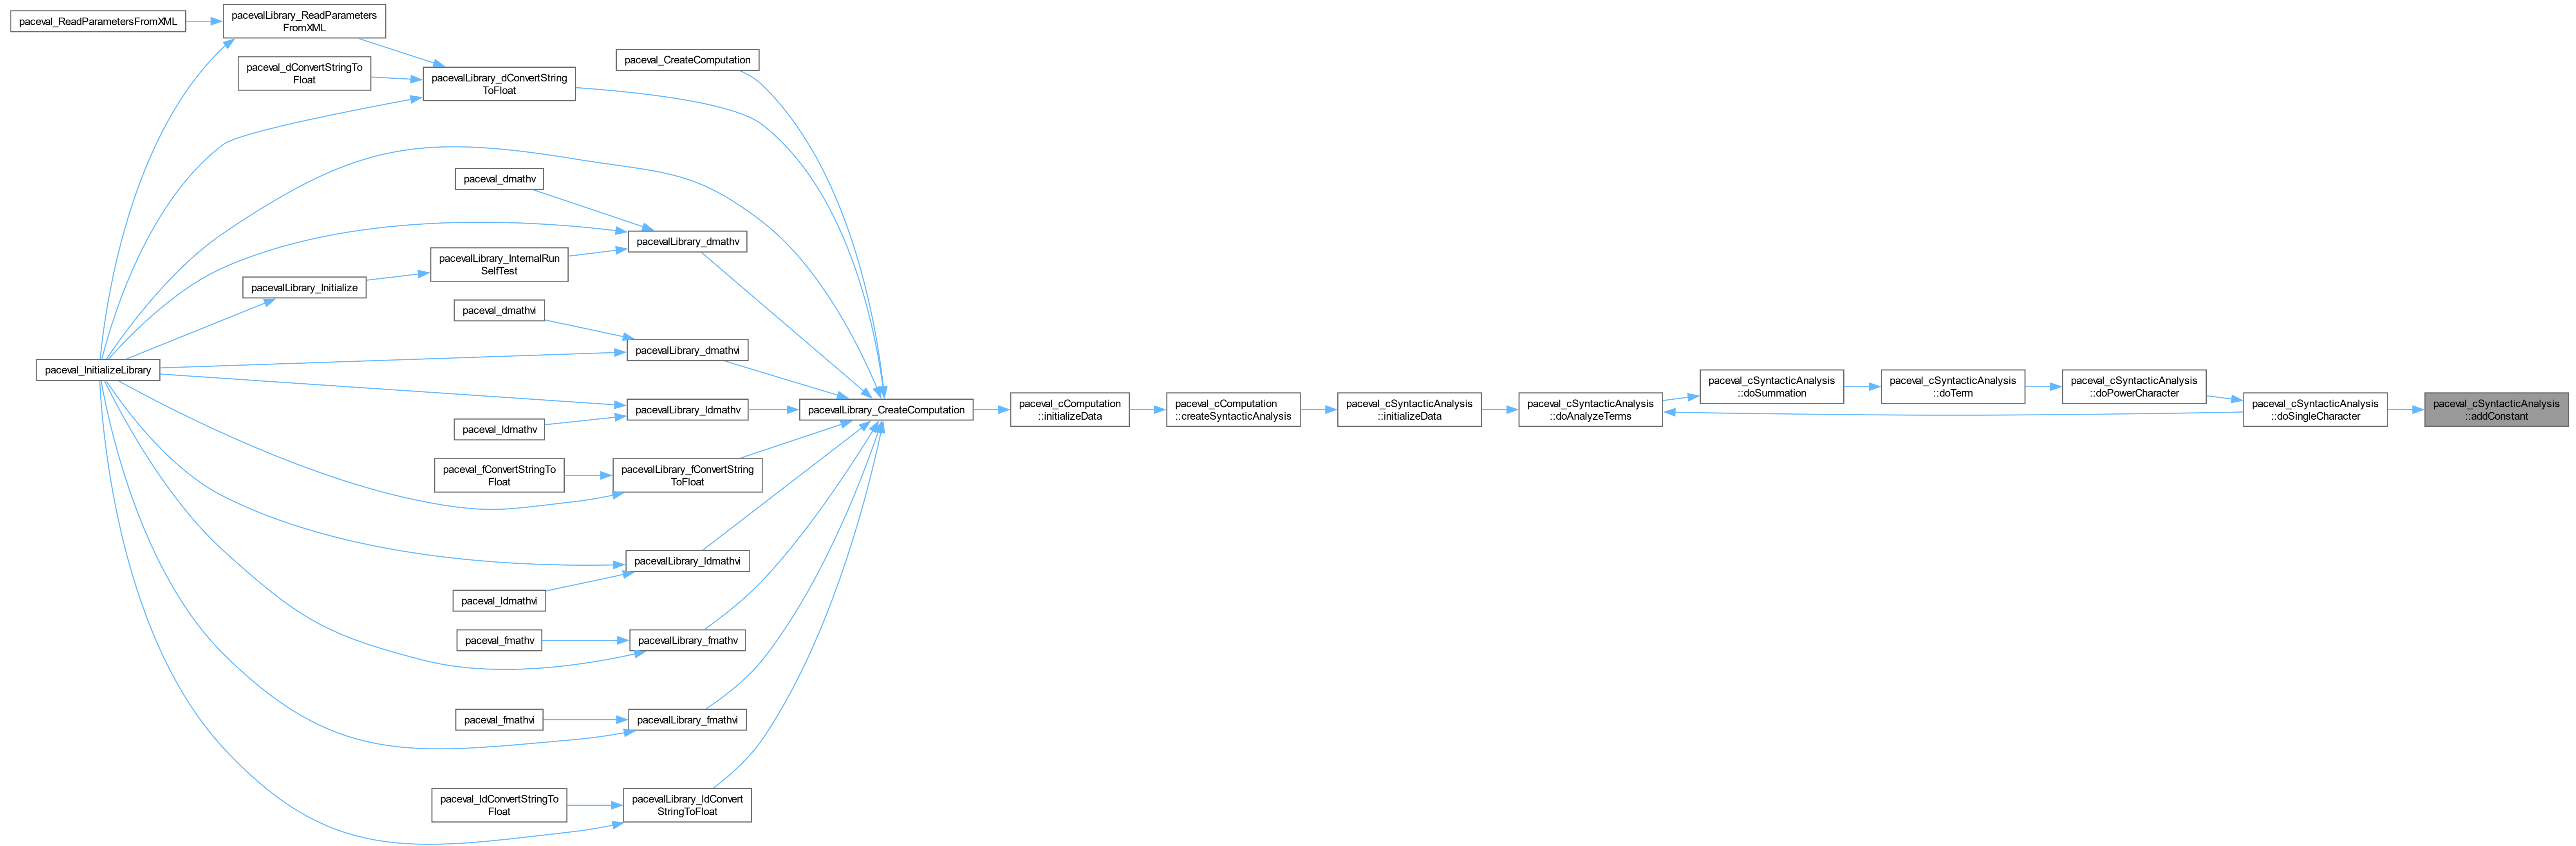 paceval_ReadParametersFromXML
pacevalLibrary_ReadParameters
FromXML
paceval_dConvertStringTo
Float
pacevalLibrary_dConvertString
ToFloat
paceval_CreateComputation
paceval_dmathv
pacevalLibrary_dmathv
pacevalLibrary_InternalRun
SelfTest
pacevalLibrary_Initialize
paceval_dmathvi
pacevalLibrary_dmathvi
paceval_InitializeLibrary
pacevalLibrary_ldmathv
paceval_ldmathv
pacevalLibrary_CreateComputation
paceval_cComputation
::initializeData
paceval_cComputation
::createSyntacticAnalysis
paceval_cSyntacticAnalysis
::initializeData
paceval_cSyntacticAnalysis
::doAnalyzeTerms
paceval_cSyntacticAnalysis
::doSummation
paceval_cSyntacticAnalysis
::doTerm
paceval_cSyntacticAnalysis
::doPowerCharacter
paceval_cSyntacticAnalysis
::doSingleCharacter
paceval_cSyntacticAnalysis
::addConstant
paceval_fConvertStringTo
Float
pacevalLibrary_fConvertString
ToFloat
pacevalLibrary_ldmathvi
paceval_ldmathvi
paceval_fmathv
pacevalLibrary_fmathv
paceval_fmathvi
pacevalLibrary_fmathvi
paceval_ldConvertStringTo
Float
pacevalLibrary_ldConvert
StringToFloat